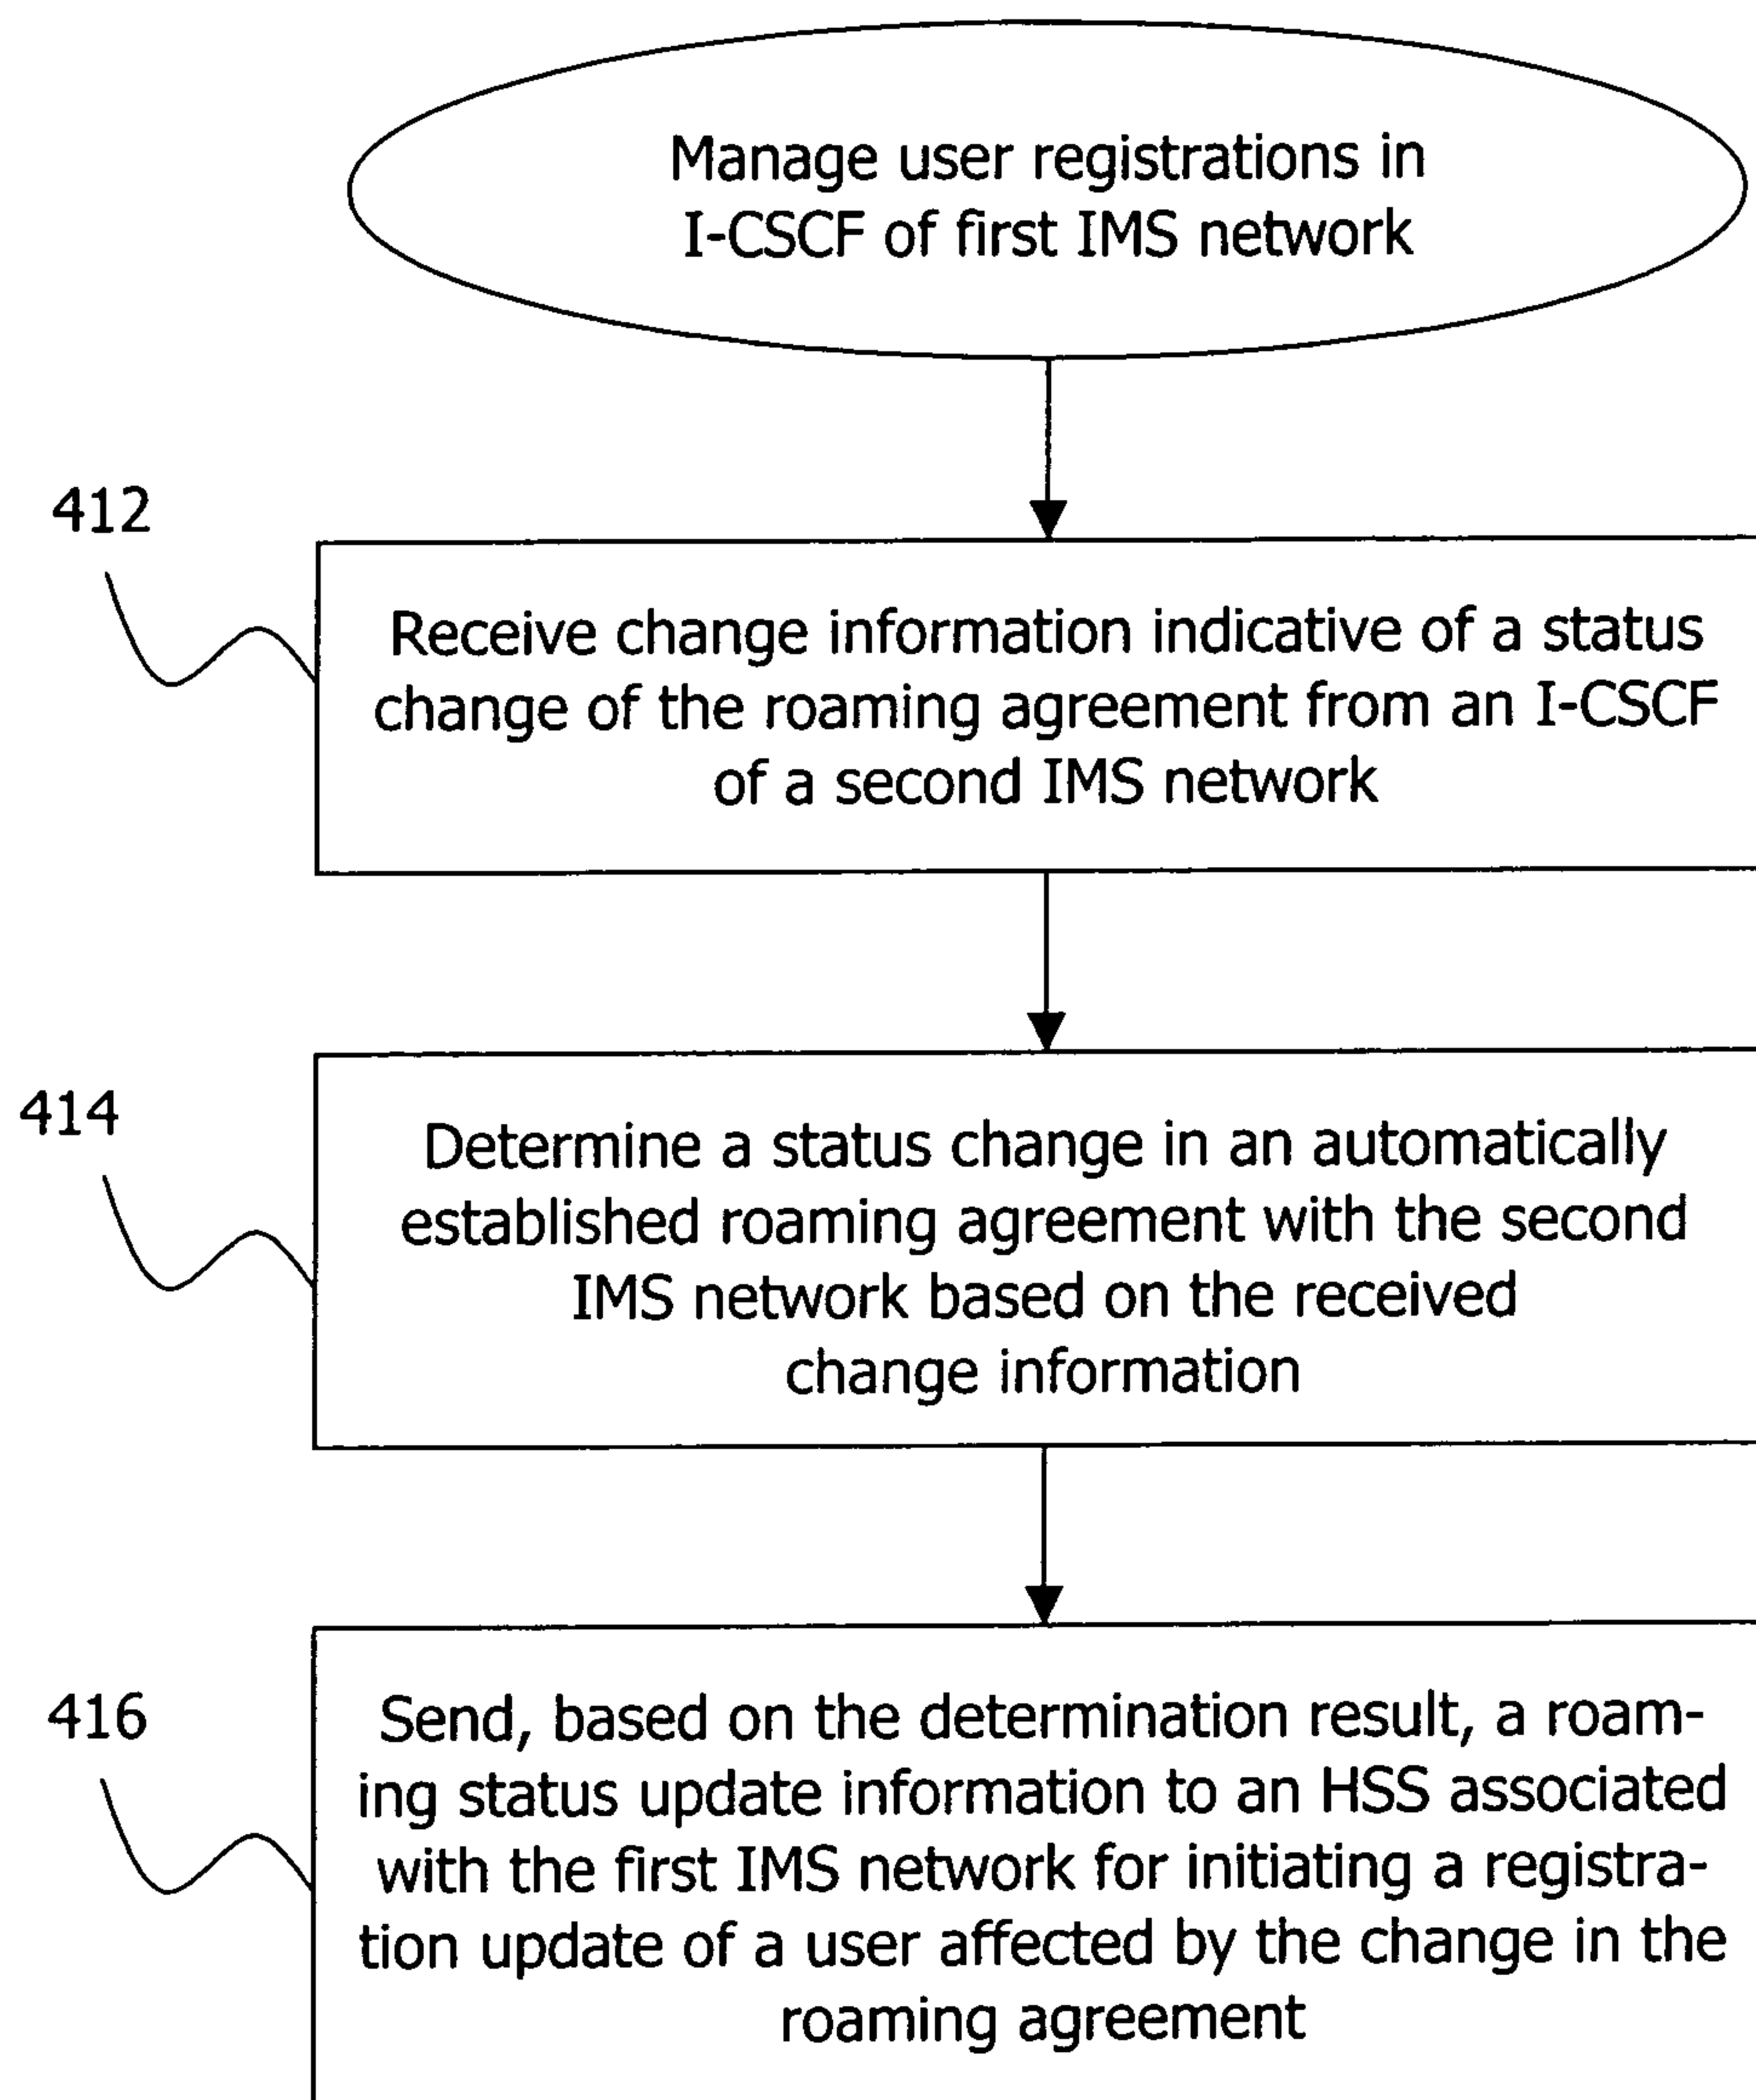 Manage user registrations in
I-CSCF of first IMS network
412
Receive change information indicative of a status
change of the roaming agreement from an I-CSCF
of a second IMS network
414
Determine a status change in an automatically
established roaming agreement with the second
IMS network based on the received
change information
416
Send, based on the determination result, a roam-
ing status update information to an HSS associated
with the first IMS network for initiating a registra-
tion update of a user affected by the change in the
roaming agreement